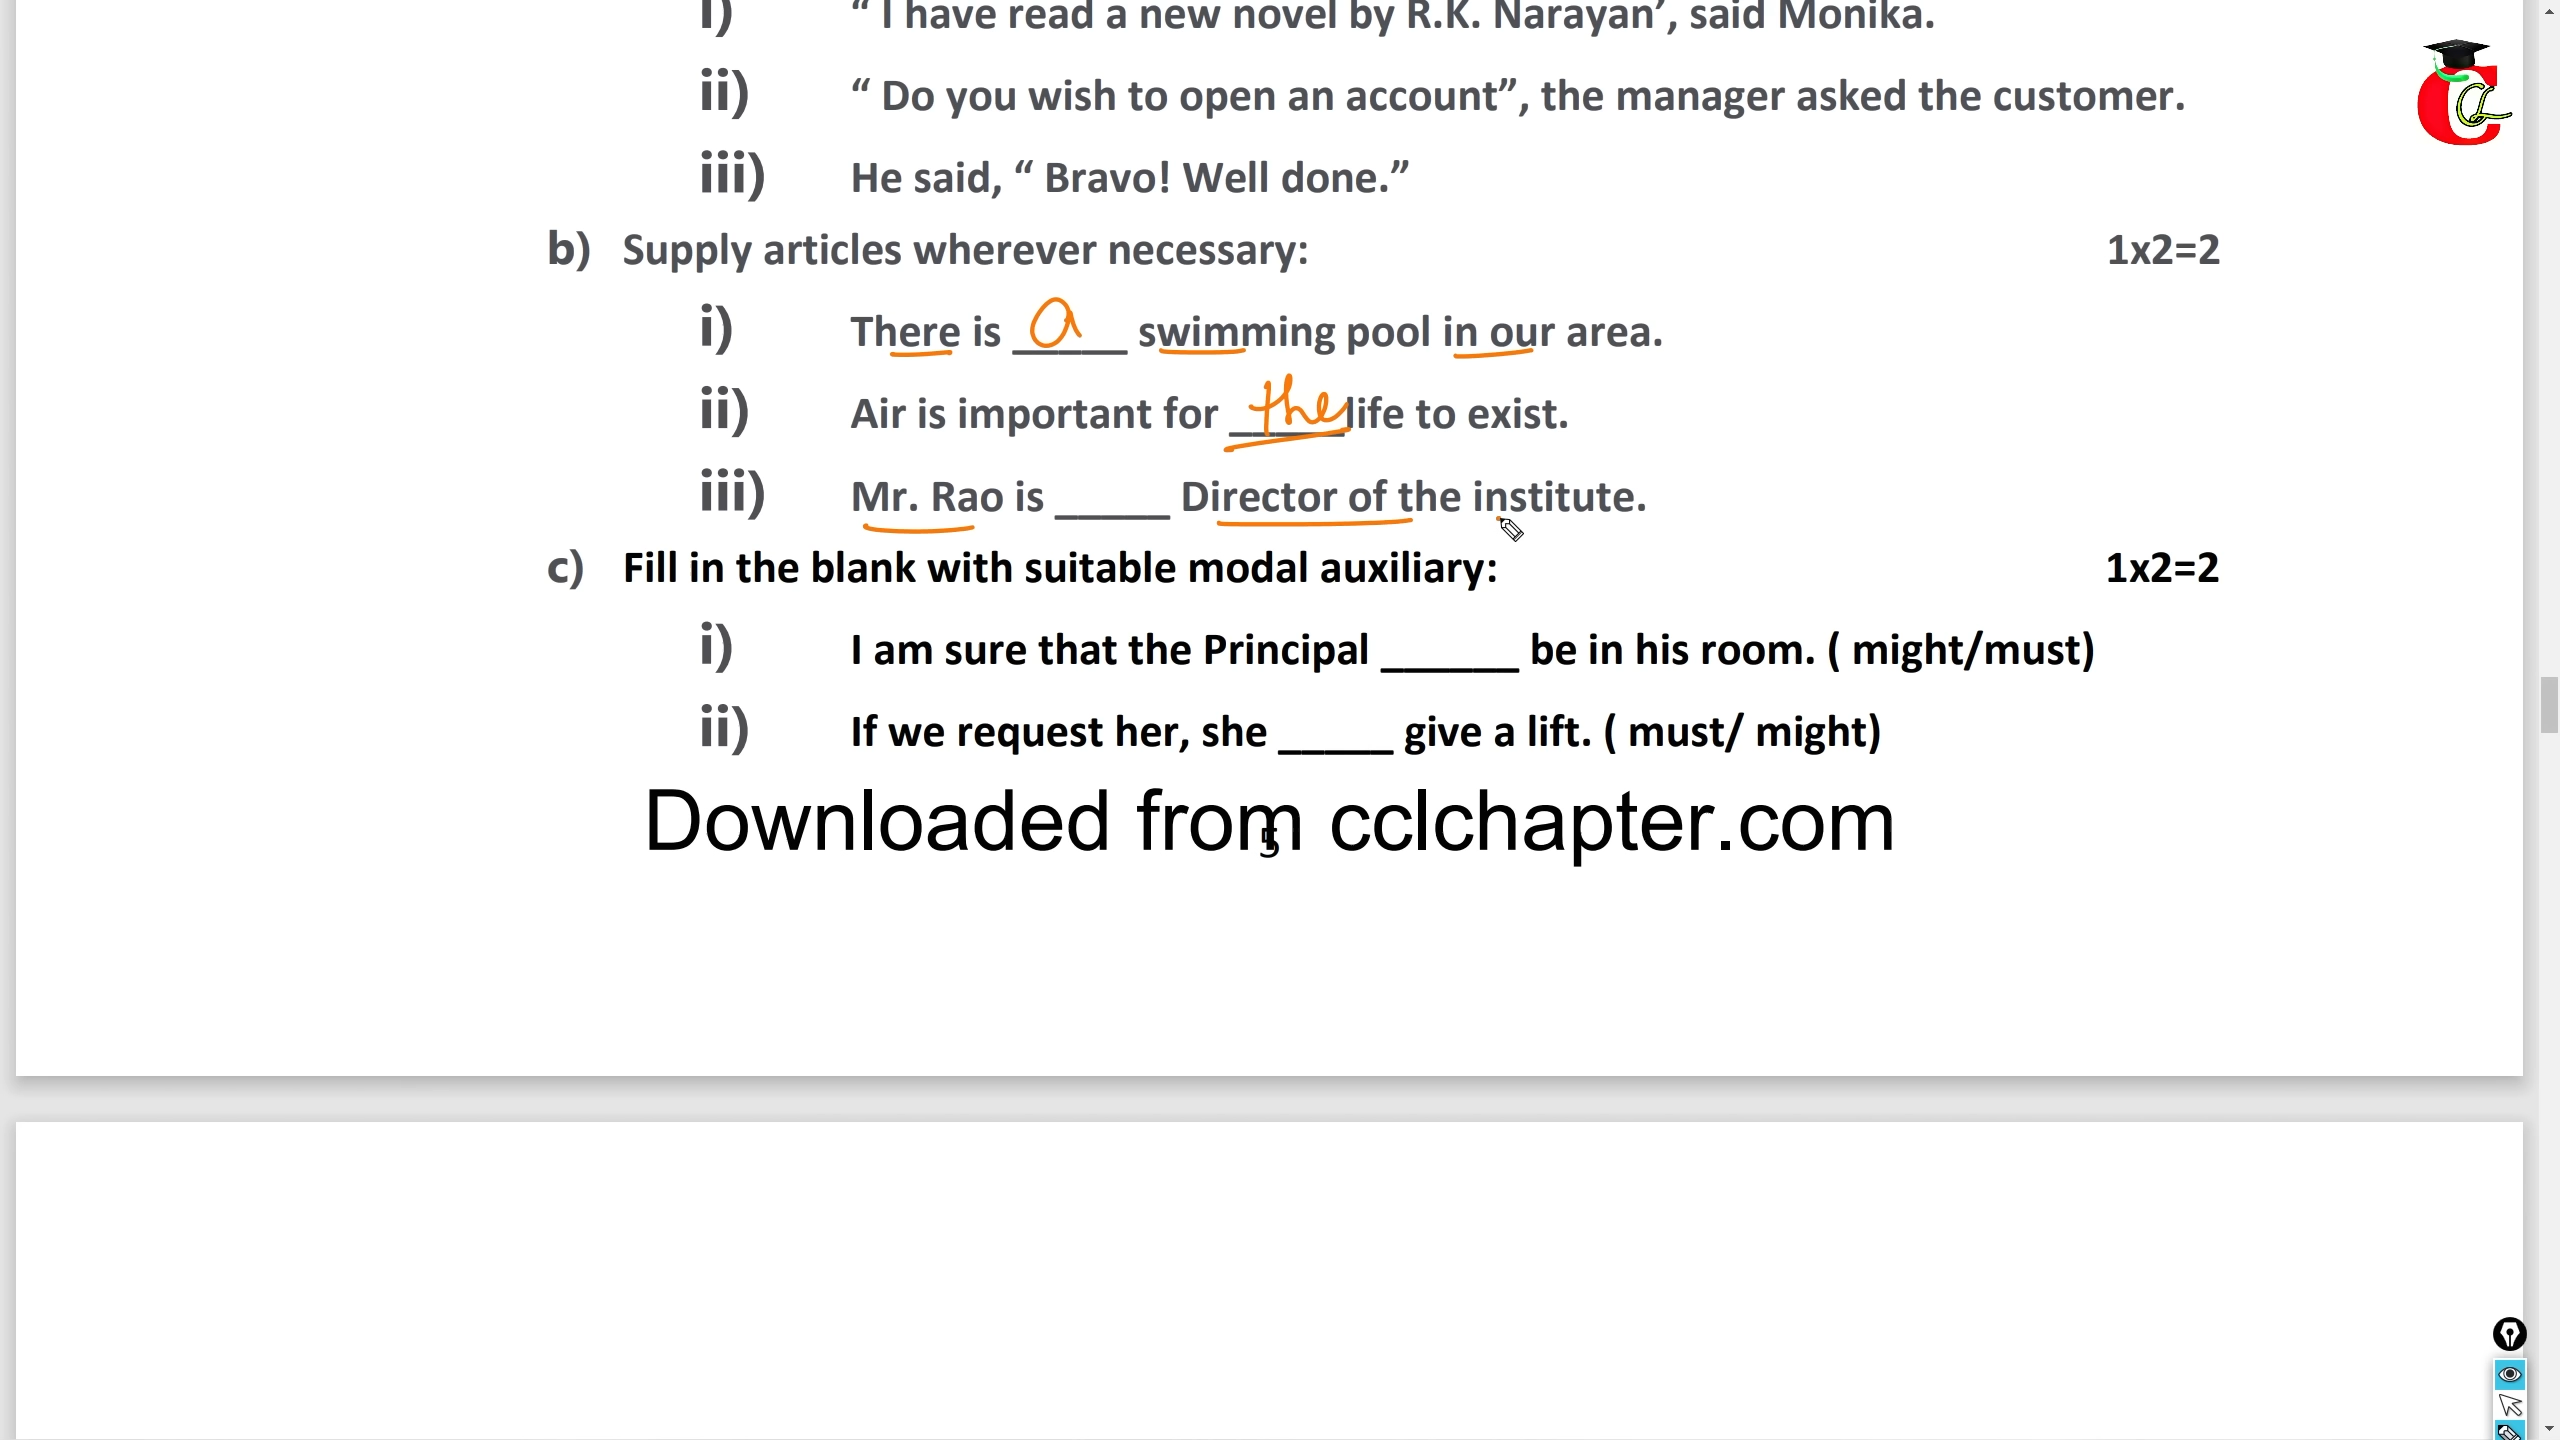 i) “ I have read a new novel by R.K. Narayan’, said Monika.
ii) “ Do you wish to open an account”, the manager asked the customer.
iii) He said, “ Bravo! Well done.”
b) Supply articles wherever necessary: 1x2=2
i) There is __a__ swimming pool in our area.
ii) Air is important for __the__life to exist.
iii) Mr. Rao is _____ Director of the institute.
c) Fill in the blank with suitable modal auxiliary: 1x2=2
i) I am sure that the Principal ______ be in his room. ( might/must)
ii) If we request her, she _____ give a lift. ( must/ might)
Downloaded from cclchapter.com
5